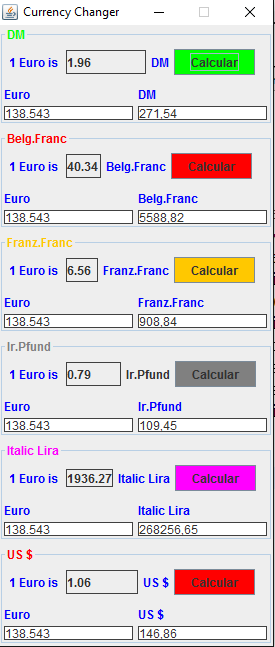 Currency Changer
DM
1 Euro is 1.96 DM Calcular
Euro DM
138.543 271,54
Belg.Franc
1 Euro is 40.34 Belg.Franc Calcular
Euro Belg.Franc
138.543 5588,82
Franz.Franc
1 Euro is 6.56 Franz.Franc Calcular
Euro Franz.Franc
138.543 908,84
Ir.Pfund
1 Euro is 0.79 Ir.Pfund Calcular
Euro Ir.Pfund
138.543 109,45
Italic Lira
1 Euro is 1936.27 Italic Lira Calcular
Euro Italic Lira
138.543 268256,65
US $
1 Euro is 1.06 US $ Calcular
Euro US $
138.543 146,86